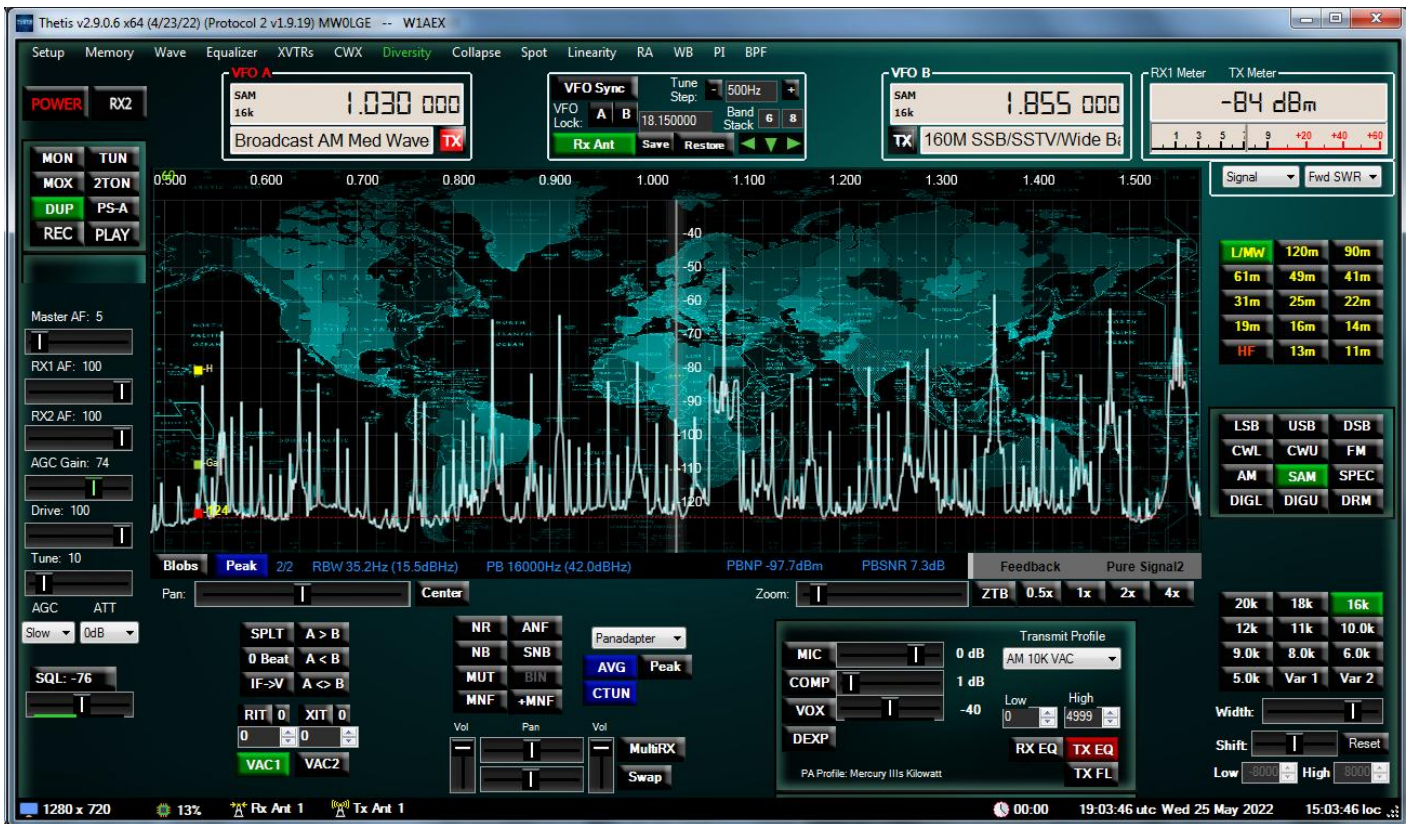 Thetis v2.9.0.6 x64 (4/23/22) (Protocol 2 v1.9.19) MW0LGE -- W1AEX
Setup Memory Wave Equalizer XVTRs CWX Diversity Collapse Spot Linearity RA WB PI BPF
POWER RX2
VFO A
SAM 1.030 000
16k
Broadcast AM Med Wave TX
VFO Sync Tune Step: - 500Hz +
VFO Lock: A B 18.150000 Band Stack 6 8
Rx Ant Save Restore
VFO B
SAM 1.855 000
16k
TX 160M SSB/SSTV/Wide Ba
RX1 Meter TX Meter
-84 dBm
1 3 5 7 9 +20 +40 +60
Signal Fwd SWR
MON TUN
MOX 2TON
DUP PS-A
REC PLAY
0.500 0.600 0.700 0.800 0.900 1.000 1.100 1.200 1.300 1.400 1.500
-40
-50
-60
-70
-80
-90
-100
-110
-120
-H
-124
Master AF: 5
RX1 AF: 100
RX2 AF: 100
AGC Gain: 74
Drive: 100
Tune: 10
AGC ATT
Slow 0dB
SQL: -76
L/MW 120m 90m
61m 49m 41m
31m 25m 22m
19m 16m 14m
HF 13m 11m
LSB USB DSB
CWL CWU FM
AM SAM SPEC
DIGL DIGU DRM
Blobs Peak 2/2 RBW 35.2Hz (15.5dBHz) PB 16000Hz (42.0dBHz) PBNP -97.7dBm PBSNR 7.3dB Feedback Pure Signal2
Pan: Center Zoom: ZTB 0.5x 1x 2x 4x
SPLT A > B
0 Beat A < B
IF->V A <> B
RIT 0 XIT 0
0 0
VAC1 VAC2
NR ANF
NB SNB
MUT BIN
MNF +MNF
Panadapter
AVG Peak
CTUN
Vol Pan Vol
MultiRX
Swap
MIC 0 dB
COMP 1 dB
VOX -40
DEXP
Transmit Profile
AM 10K VAC
Low High
0 4999
RX EQ TX EQ
PA Profile: Mercury IIIs Kilowatt TX FL
20k 18k 16k
12k 11k 10.0k
9.0k 8.0k 6.0k
5.0k Var 1 Var 2
Width:
Shift: Reset
Low -8000 High 8000
1280 x 720 13% Rx Ant 1 Tx Ant 1 00:00 19:03:46 utc Wed 25 May 2022 15:03:46 loc